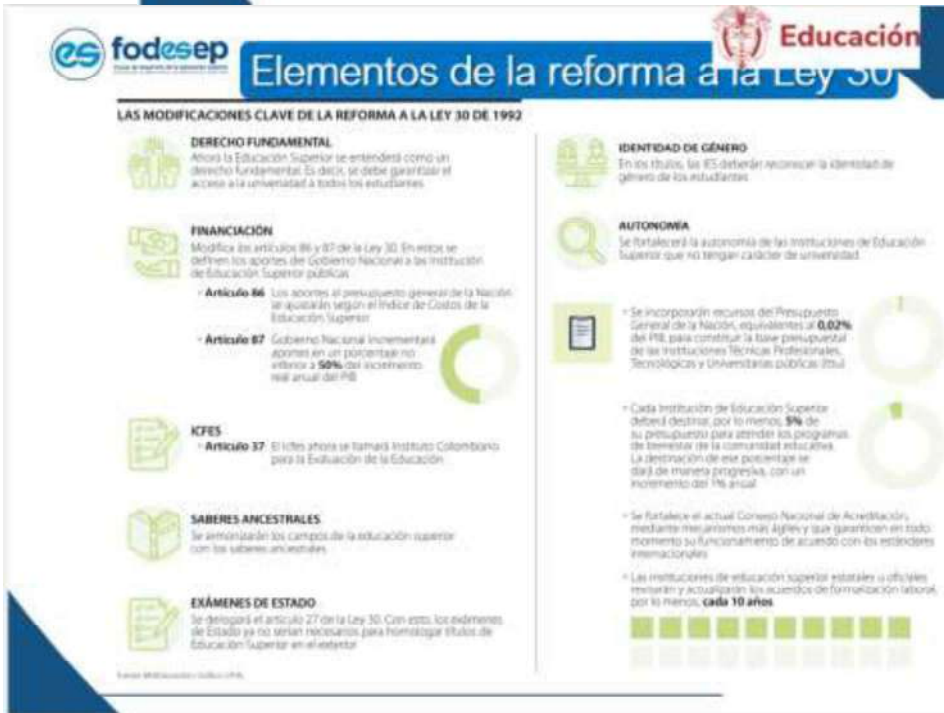 es fodesep
Educación
Elementos de la reforma a la Ley 30
LAS MODIFICACIONES CLAVE DE LA REFORMA A LA LEY 30 DE 1992
DERECHO FUNDAMENTAL
Ahora la Educación Superior se entenderá como un
derecho fundamental. Es decir, se debe garantizar el
acceso a la universidad a todos los estudiantes
FINANCIACIÓN
Modifica los artículos 86 y 87 de la Ley 30. En estos se
definen los aportes del Gobierno Nacional a las Institución
de Educación Superior públicas
• Artículo 86 Los aportes al presupuesto general de la Nación
se ajustarán según el Índice de Costos de la
Educación Superior
• Artículo 87 Gobierno Nacional incrementará
aportes en un porcentaje no
inferior a 50% del incremento
real anual del PIB
ICFES
• Artículo 37 El Icfes ahora se llamará Instituto Colombiano
para la Evaluación de la Educación
SABERES ANCESTRALES
Se armonizarán los campos de la educación superior
con los saberes ancestrales
EXÁMENES DE ESTADO
Se derogará el artículo 27 de la Ley 30. Con esto, los exámenes
de Estado ya no serían necesarios para homologar títulos de
Educación Superior en el exterior
IDENTIDAD DE GÉNERO
En los títulos, las IES deberán reconocer la identidad de
género de los estudiantes
AUTONOMÍA
Se fortalecerá la autonomía de las Instituciones de Educación
Superior que no tengan carácter de universidad
• Se incorporarán recursos del Presupuesto
General de la Nación, equivalentes al 0,02%
del PIB, para constituir la base presupuestal
de las Instituciones Técnicas Profesionales,
Tecnológicas y Universitarias públicas (Ittu)
• Cada Institución de Educación Superior
deberá destinar, por lo menos, 5% de
su presupuesto para atender los programas
de bienestar de la comunidad educativa.
La destinación de ese porcentaje se
dará de manera progresiva, con un
incremento del 1% anual
• Se fortalece el actual Consejo Nacional de Acreditación,
mediante mecanismos más ágiles y que garanticen en todo
momento su funcionamiento de acuerdo con los estándares
internacionales
• Las instituciones de educación superior estatales u oficiales
revisarán y actualizarán los acuerdos de formalización laboral,
por lo menos, cada 10 años